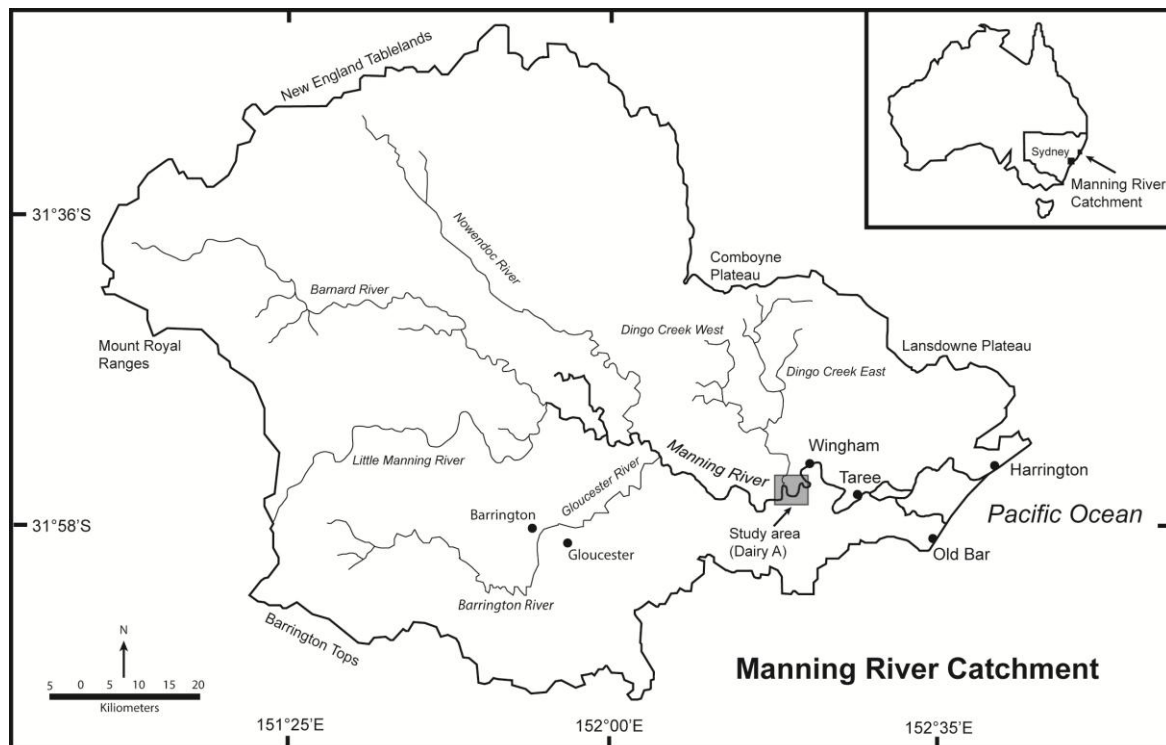 New England Tablelands
Sydney
Manning River
Catchment
31°36'S
Nowendoc River
Comboyne
Plateau
Barnard River
Dingo Creek West
Mount Royal
Ranges
Lansdowne Plateau
Dingo Creek East
Manning River
Wingham
Little Manning River
Gloucester River
Taree
Harrington
Barrington
31°58'S
Pacific Ocean
Study area
(Dairy A)
Gloucester
Old Bar
Barrington River
Barrington Tops
N
Manning River Catchment
5 0 5 10 15 20
Kiliometers
151°25'E
152°00'E
152°35'E